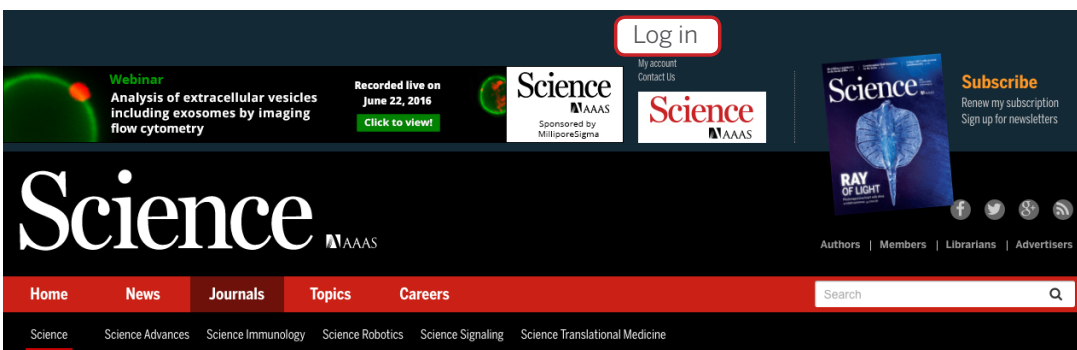 Log in
My account
Contact Us
Webinar
Analysis of extracellular vesicles
including exosomes by imaging
flow cytometry
Recorded live on
June 22, 2016
Click to view!
Science
AAAS
Sponsored by
MilliporeSigma
Science
AAAS
Science
RAY
OF LIGHT
Subscribe
Renew my subscription
Sign up for newsletters
Science
AAAS
Authors | Members | Librarians | Advertisers
Home News Journals Topics Careers
Search
Science Science Advances Science Immunology Science Robotics Science Signaling Science Translational Medicine